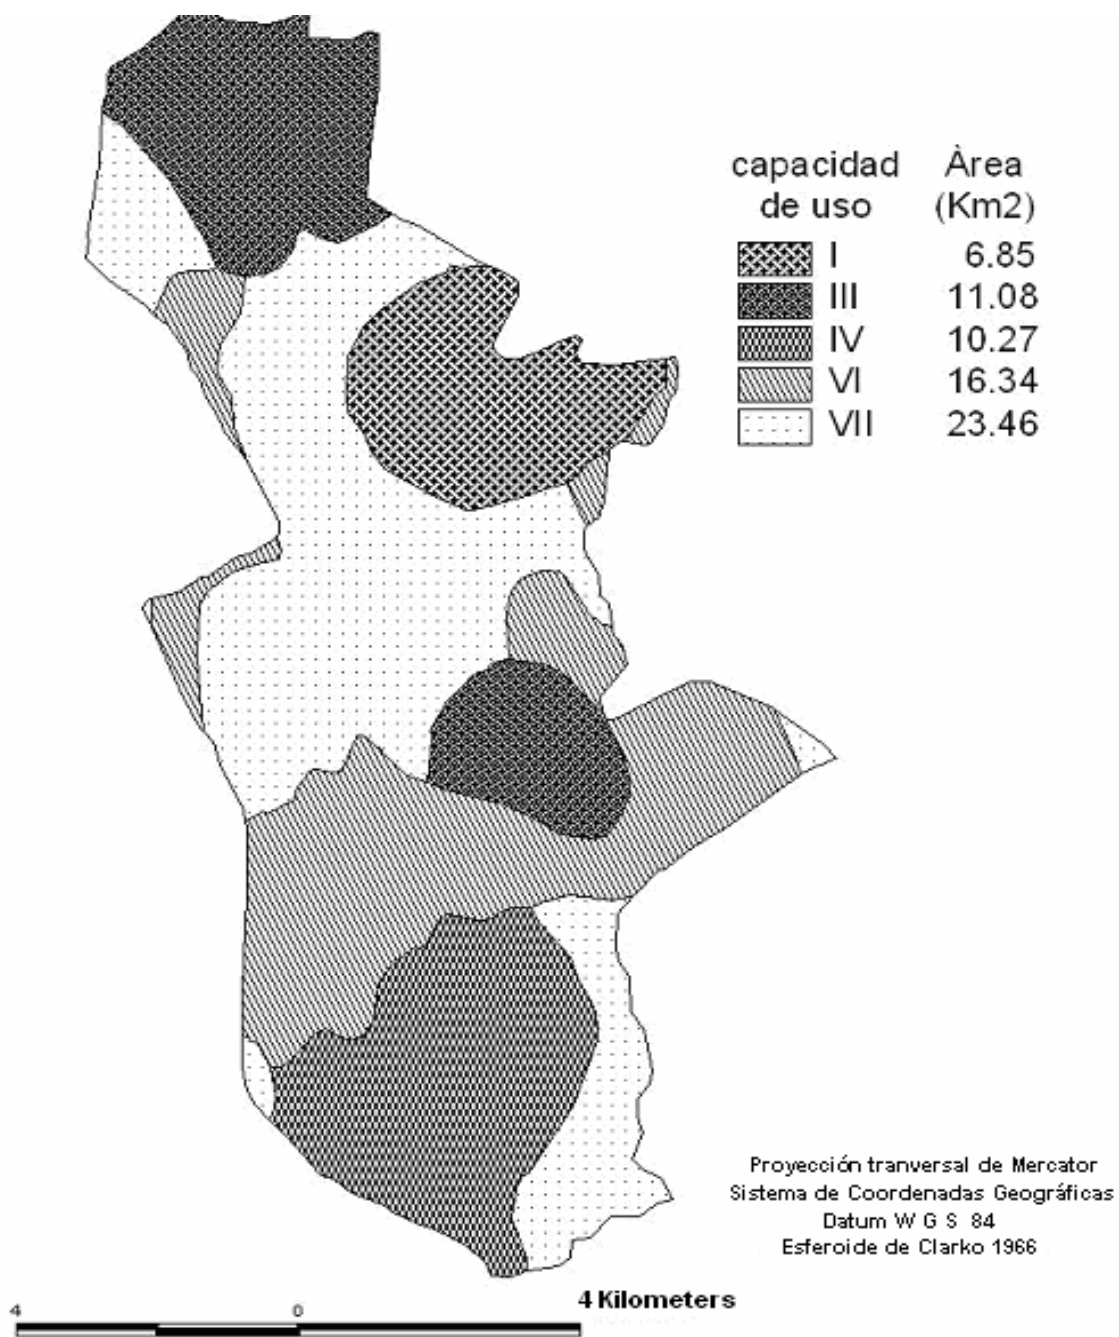 capacidad Àrea
de uso (Km2)
I 6.85
III 11.08
IV 10.27
VI 16.34
VII 23.46
Proyección tranversal de Mercator
Sistema de Coordenadas Geográficas
Datum W G S 84
Esferoide de Clarko 1966
4 0 4 Kilometers